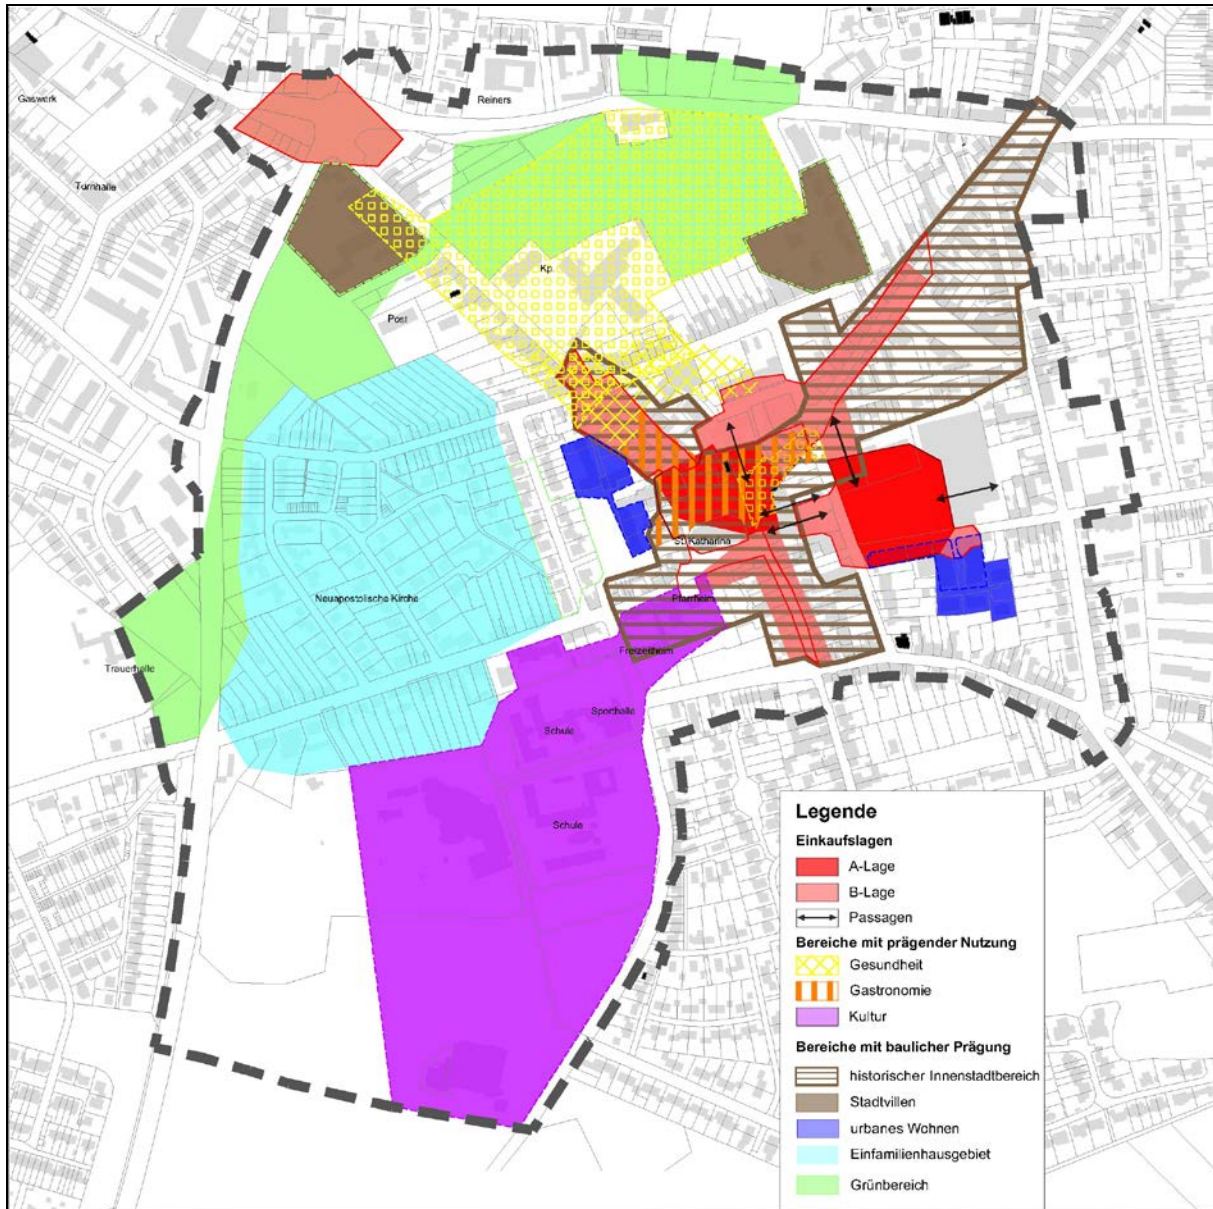 Gaswerk
Reiners
Turnhalle
Kp.
Post
St. Katharina
Neuapostolische Kirche
Pfarrheim
Freizeitheim
Trauerhalle
Sporthalle
Schule
Schule
Legende
Einkaufslagen
A-Lage
B-Lage
Passagen
Bereiche mit prägender Nutzung
Gesundheit
Gastronomie
Kultur
Bereiche mit baulicher Prägung
historischer Innenstadtbereich
Stadtvillen
urbanes Wohnen
Einfamilienhausgebiet
Grünbereich